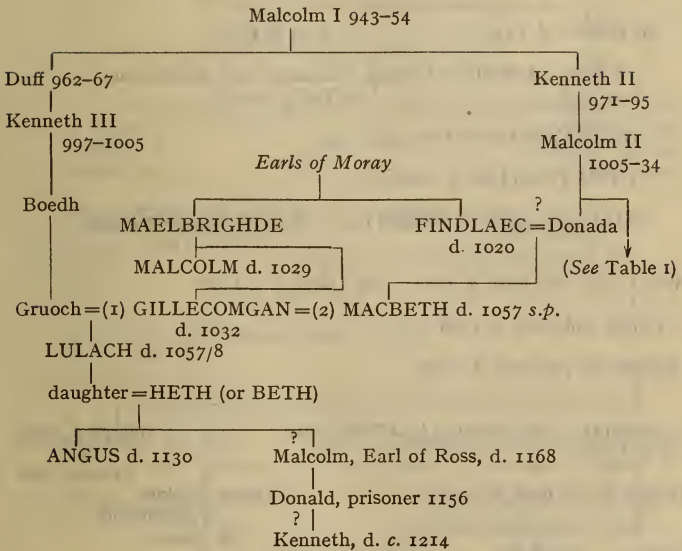 Malcolm I 943–54
Duff 962–67 Kenneth II
971–95
Kenneth III
997–1005
Malcolm II
1005–34
Earls of Moray
Boedh ?
MAELBRIGHDE FINDLAEC=Donada
d. 1020
MALCOLM d. 1029 (See Table 1)
Gruoch=(1) GILLECOMGAN=(2) MACBETH d. 1057 s.p.
d. 1032
LULACH d. 1057/8
daughter=HETH (or BETH)
?
ANGUS d. 1130 Malcolm, Earl of Ross, d. 1168
Donald, prisoner 1156
?
Kenneth, d. c. 1214